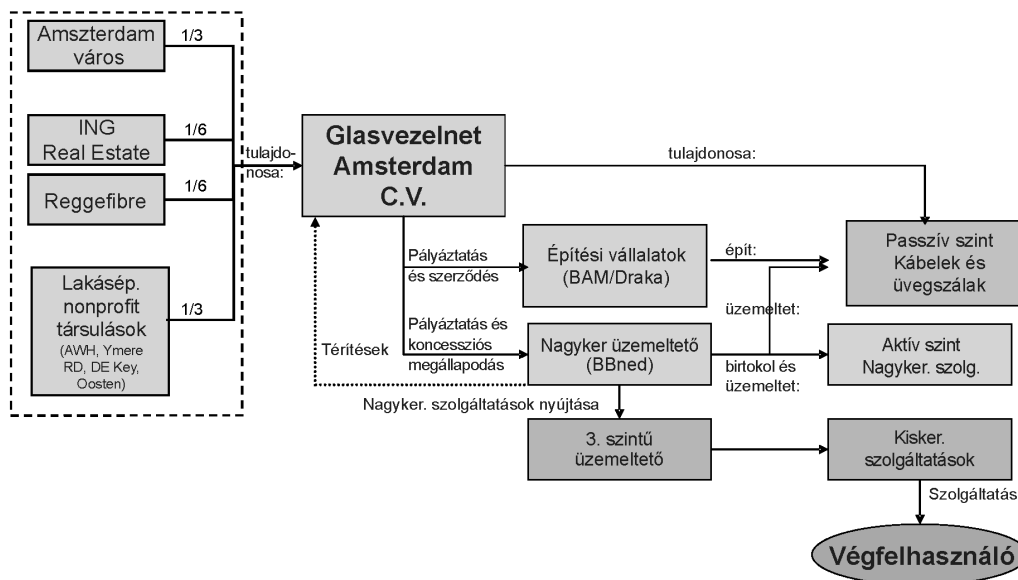 Amszterdam
város
1/3
ING
Real Estate
1/6
Reggefibre
1/6
Lakásép.
nonprofit
társulások
(AWH, Ymere
RD, DE Key,
Oosten)
1/3
tulajdo-
nosa:
Glasvezelnet
Amsterdam
C.V.
tulajdonosa:
Pályáztatás
és szerződés
Építési vállalatok
(BAM/Draka)
épít:
Passzív szint
Kábelek és
üvegszálak
üzemeltet:
Térítések
Pályáztatás és
koncessziós
megállapodás
Nagyker üzemeltető
(BBned)
birtokol és
üzemeltet:
Aktív szint
Nagyker. szolg.
Nagyker. szolgáltatások nyújtása
3. szintű
üzemeltető
Kisker.
szolgáltatások
Szolgáltatás
Végfelhasználó